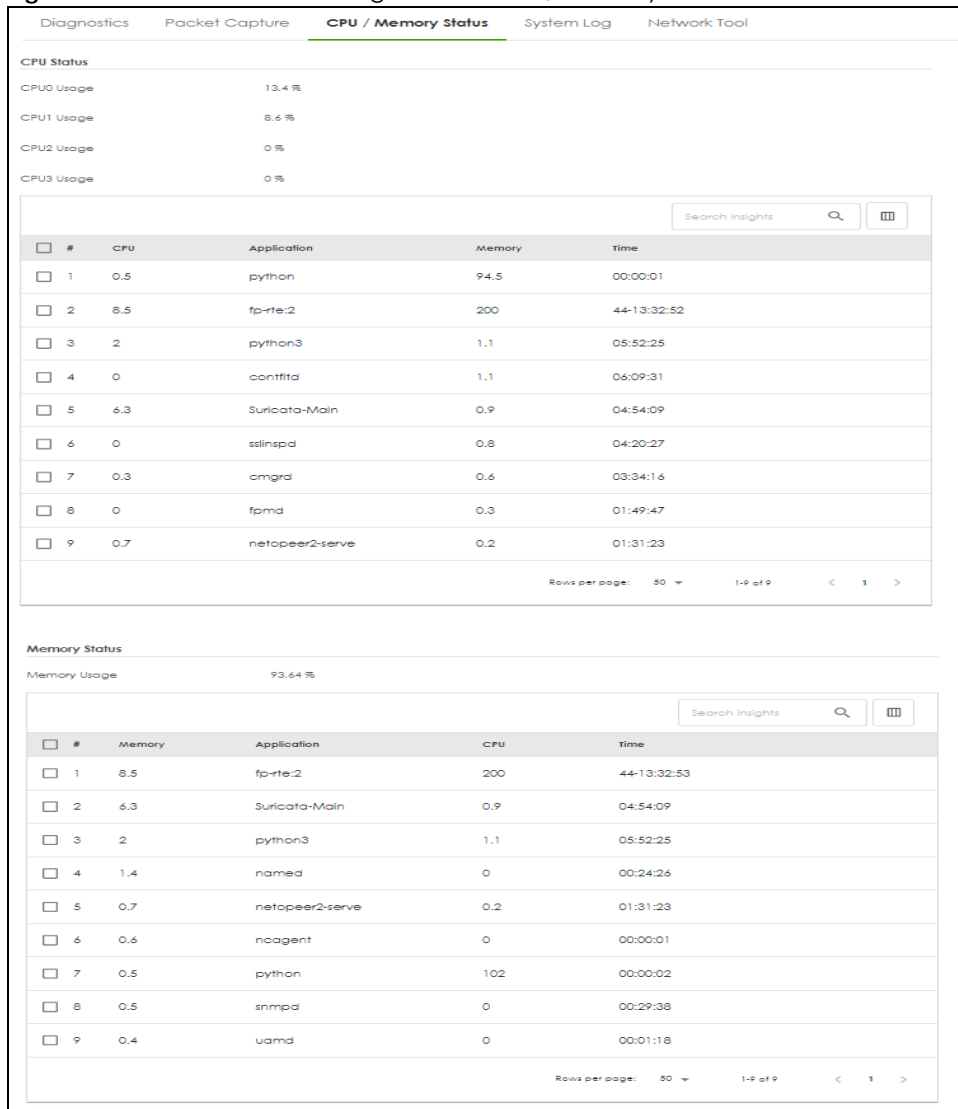 Diagnostics Packet Capture CPU / Memory Status System Log Network Tool
CPU Status
CPU0 Usage 13.4 %
CPU1 Usage 8.6 %
CPU2 Usage 0 %
CPU3 Usage 0 %
Search insights
# CPU Application Memory Time
1 0.5 python 94.5 00:00:01
2 8.5 fp-rte:2 200 44-13:32:52
3 2 python3 1.1 05:52:25
4 0 contfltd 1.1 06:09:31
5 6.3 Suricata-Main 0.9 04:54:09
6 0 sslinspd 0.8 04:20:27
7 0.3 cmgrd 0.6 03:34:16
8 0 fpmd 0.3 01:49:47
9 0.7 netopeer2-serve 0.2 01:31:23
Rows per page: 50 1-9 of 9 < 1 >
Memory Status
Memory Usage 93.64 %
Search insights
# Memory Application CPU Time
1 8.5 fp-rte:2 200 44-13:32:53
2 6.3 Suricata-Main 0.9 04:54:09
3 2 python3 1.1 05:52:25
4 1.4 named 0 00:24:26
5 0.7 netopeer2-serve 0.2 01:31:23
6 0.6 ncagent 0 00:00:01
7 0.5 python 102 00:00:02
8 0.5 snmpd 0 00:29:38
9 0.4 uamd 0 00:01:18
Rows per page: 50 1-9 of 9 < 1 >